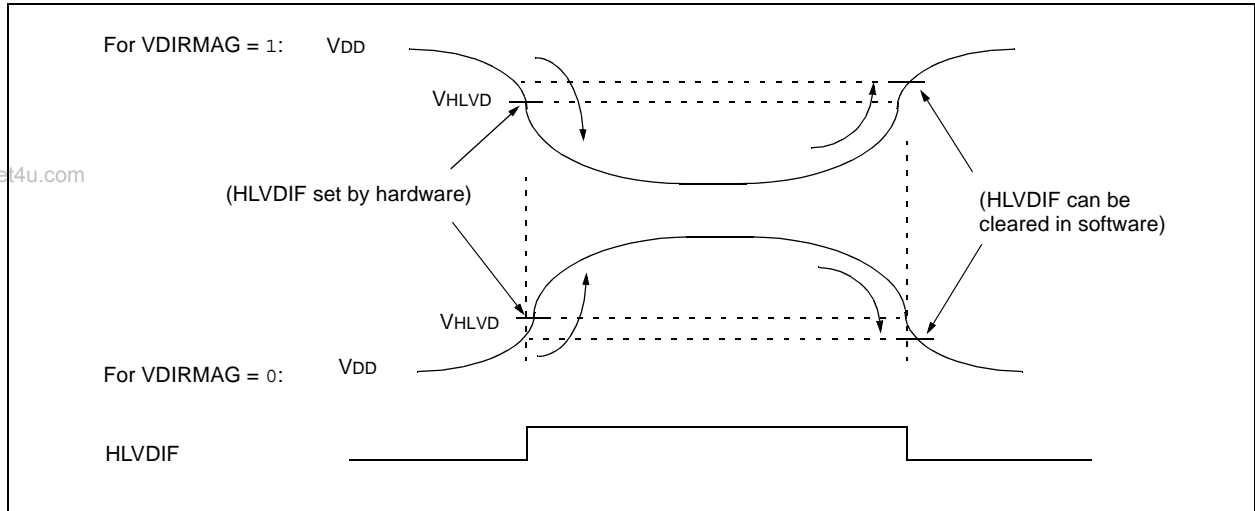 For VDIRMAG = 1: VDD
VHLVD
et4u.com
(HLVDIF set by hardware)
(HLVDIF can be
cleared in software)
VHLVD
For VDIRMAG = 0: VDD
HLVDIF